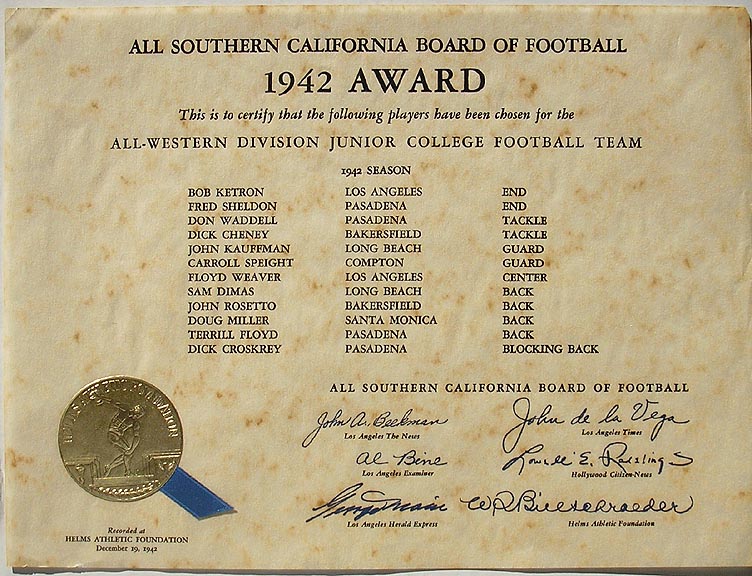 ALL SOUTHERN CALIFORNIA BOARD OF FOOTBALL
1942 AWARD
This is to certify that the following players have been chosen for the
ALL-WESTERN DIVISION JUNIOR COLLEGE FOOTBALL TEAM
1942 SEASON
BOB KETRON LOS ANGELES END
FRED SHELDON PASADENA END
DON WADDELL PASADENA TACKLE
DICK CHENEY BAKERSFIELD TACKLE
JOHN KAUFFMAN LONG BEACH GUARD
CARROLL SPEIGHT COMPTON GUARD
FLOYD WEAVER LOS ANGELES CENTER
SAM DIMAS LONG BEACH BACK
JOHN ROSETTO BAKERSFIELD BACK
DOUG MILLER SANTA MONICA BACK
TERRILL FLOYD PASADENA BACK
DICK CROSKREY PASADENA BLOCKING BACK
ALL SOUTHERN CALIFORNIA BOARD OF FOOTBALL
John A. Beekman John de la Vega
Los Angeles The News Los Angeles Times
Al Bine Lowell E.
Los Angeles Examiner Hollywood Citizen-News
W R Bill Schroeder
Los Angeles Herald Express Helms Athletic Foundation
FOUNDATION
Recorded at
HELMS ATHLETIC FOUNDATION
December 19, 1942